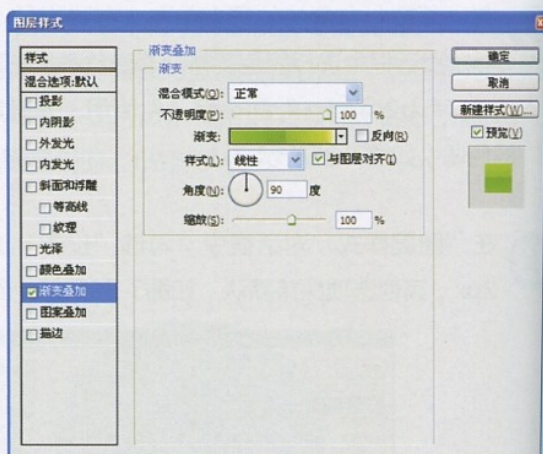 图层样式
样式
混合选项:默认
投影
内阴影
外发光
内发光
斜面和浮雕
等高线
纹理
光泽
颜色叠加
渐变叠加
图案叠加
描边
渐变叠加
渐变
混合模式(O): 正常
不透明度(P): 100 %
渐变: 反向(R)
样式(L): 线性 与图层对齐(I)
角度(N): 90 度
缩放(S): 100 %
确定
取消
新建样式(W)...
预览(V)